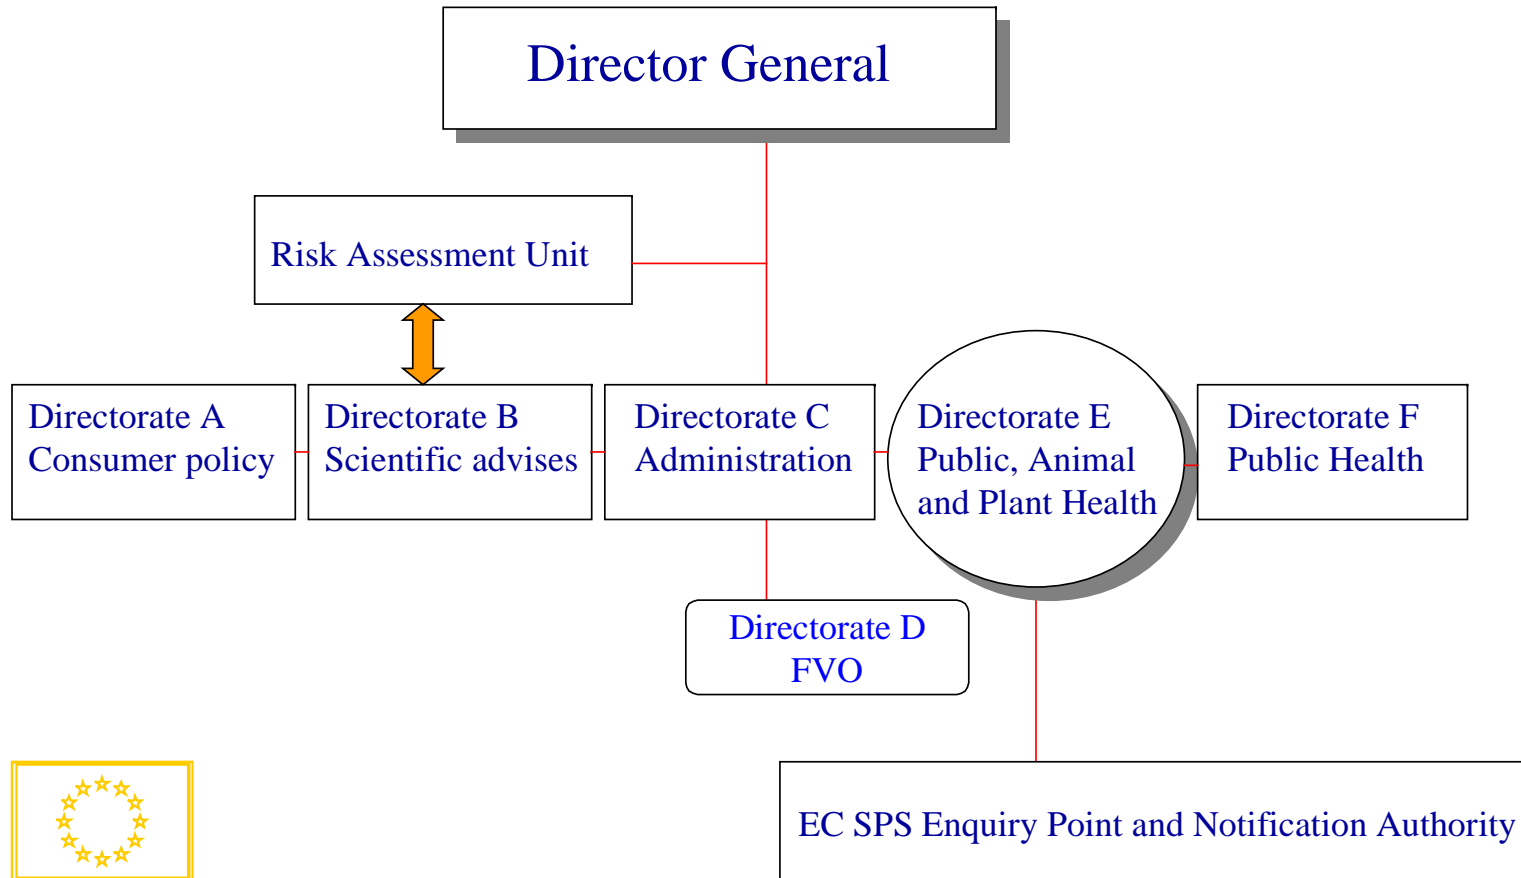 Director General
Risk Assessment Unit
Directorate A
Consumer policy
Directorate B
Scientific advises
Directorate C
Administration
Directorate E
Public, Animal
and Plant Health
Directorate F
Public Health
Directorate D
FVO
EC SPS Enquiry Point and Notification Authority